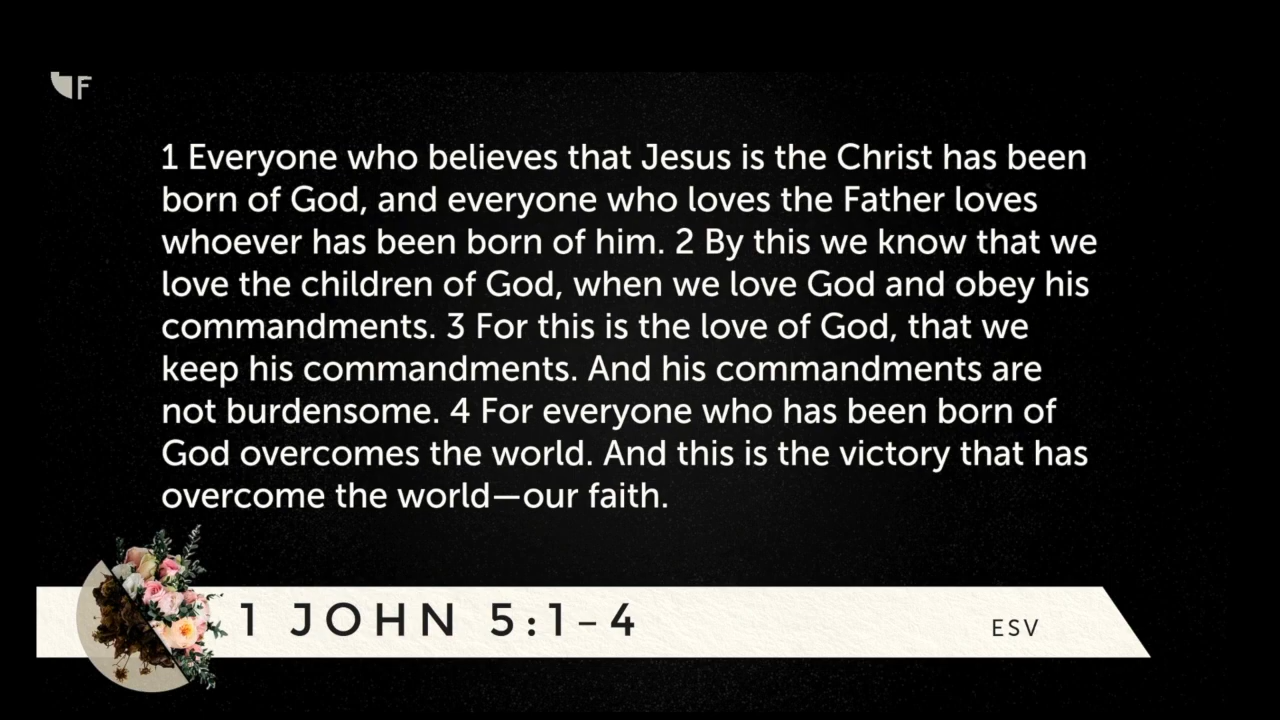 F
1 Everyone who believes that Jesus is the Christ has been
born of God, and everyone who loves the Father loves
whoever has been born of him. 2 By this we know that we
love the children of God, when we love God and obey his
commandments. 3 For this is the love of God, that we
keep his commandments. And his commandments are
not burdensome. 4 For everyone who has been born of
God overcomes the world. And this is the victory that has
overcome the world—our faith.
1 JOHN 5:1–4
ESV